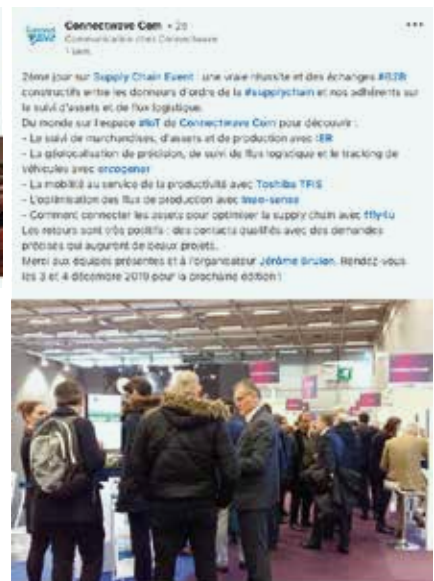 Connectwave Com • 2e
Communication chez Connectwave
1 sem.
2ème jour sur Supply Chain Event : une vraie réussite et des échanges #B2B
constructifs entre les donneurs d'ordre de la #supplychain et nos adhérents sur
le suivi d'assets et de flux logistique.
Du monde sur l'espace #IoT de Connectwave Com pour découvrir :
- Le suivi de marchandises, d'assets et de production avec IER
- La géolocalisation de précision, de suivi de flux logistique et le tracking de
véhicules avec ercogener
- La mobilité au service de la productivité avec Toshiba TFIS
- L'optimisation des flux de production avec inso-sense
- Comment connecter les assets pour optimiser la supply chain avec ffly4u
Les retours sont très positifs : des contacts qualifiés avec des demandes
précises qui augurent de beaux projets.
Merci aux équipes présentes et à l'organisateur Jérôme Brulon. Rendez-vous
les 3 et 4 décembre 2019 pour la prochaine édition !